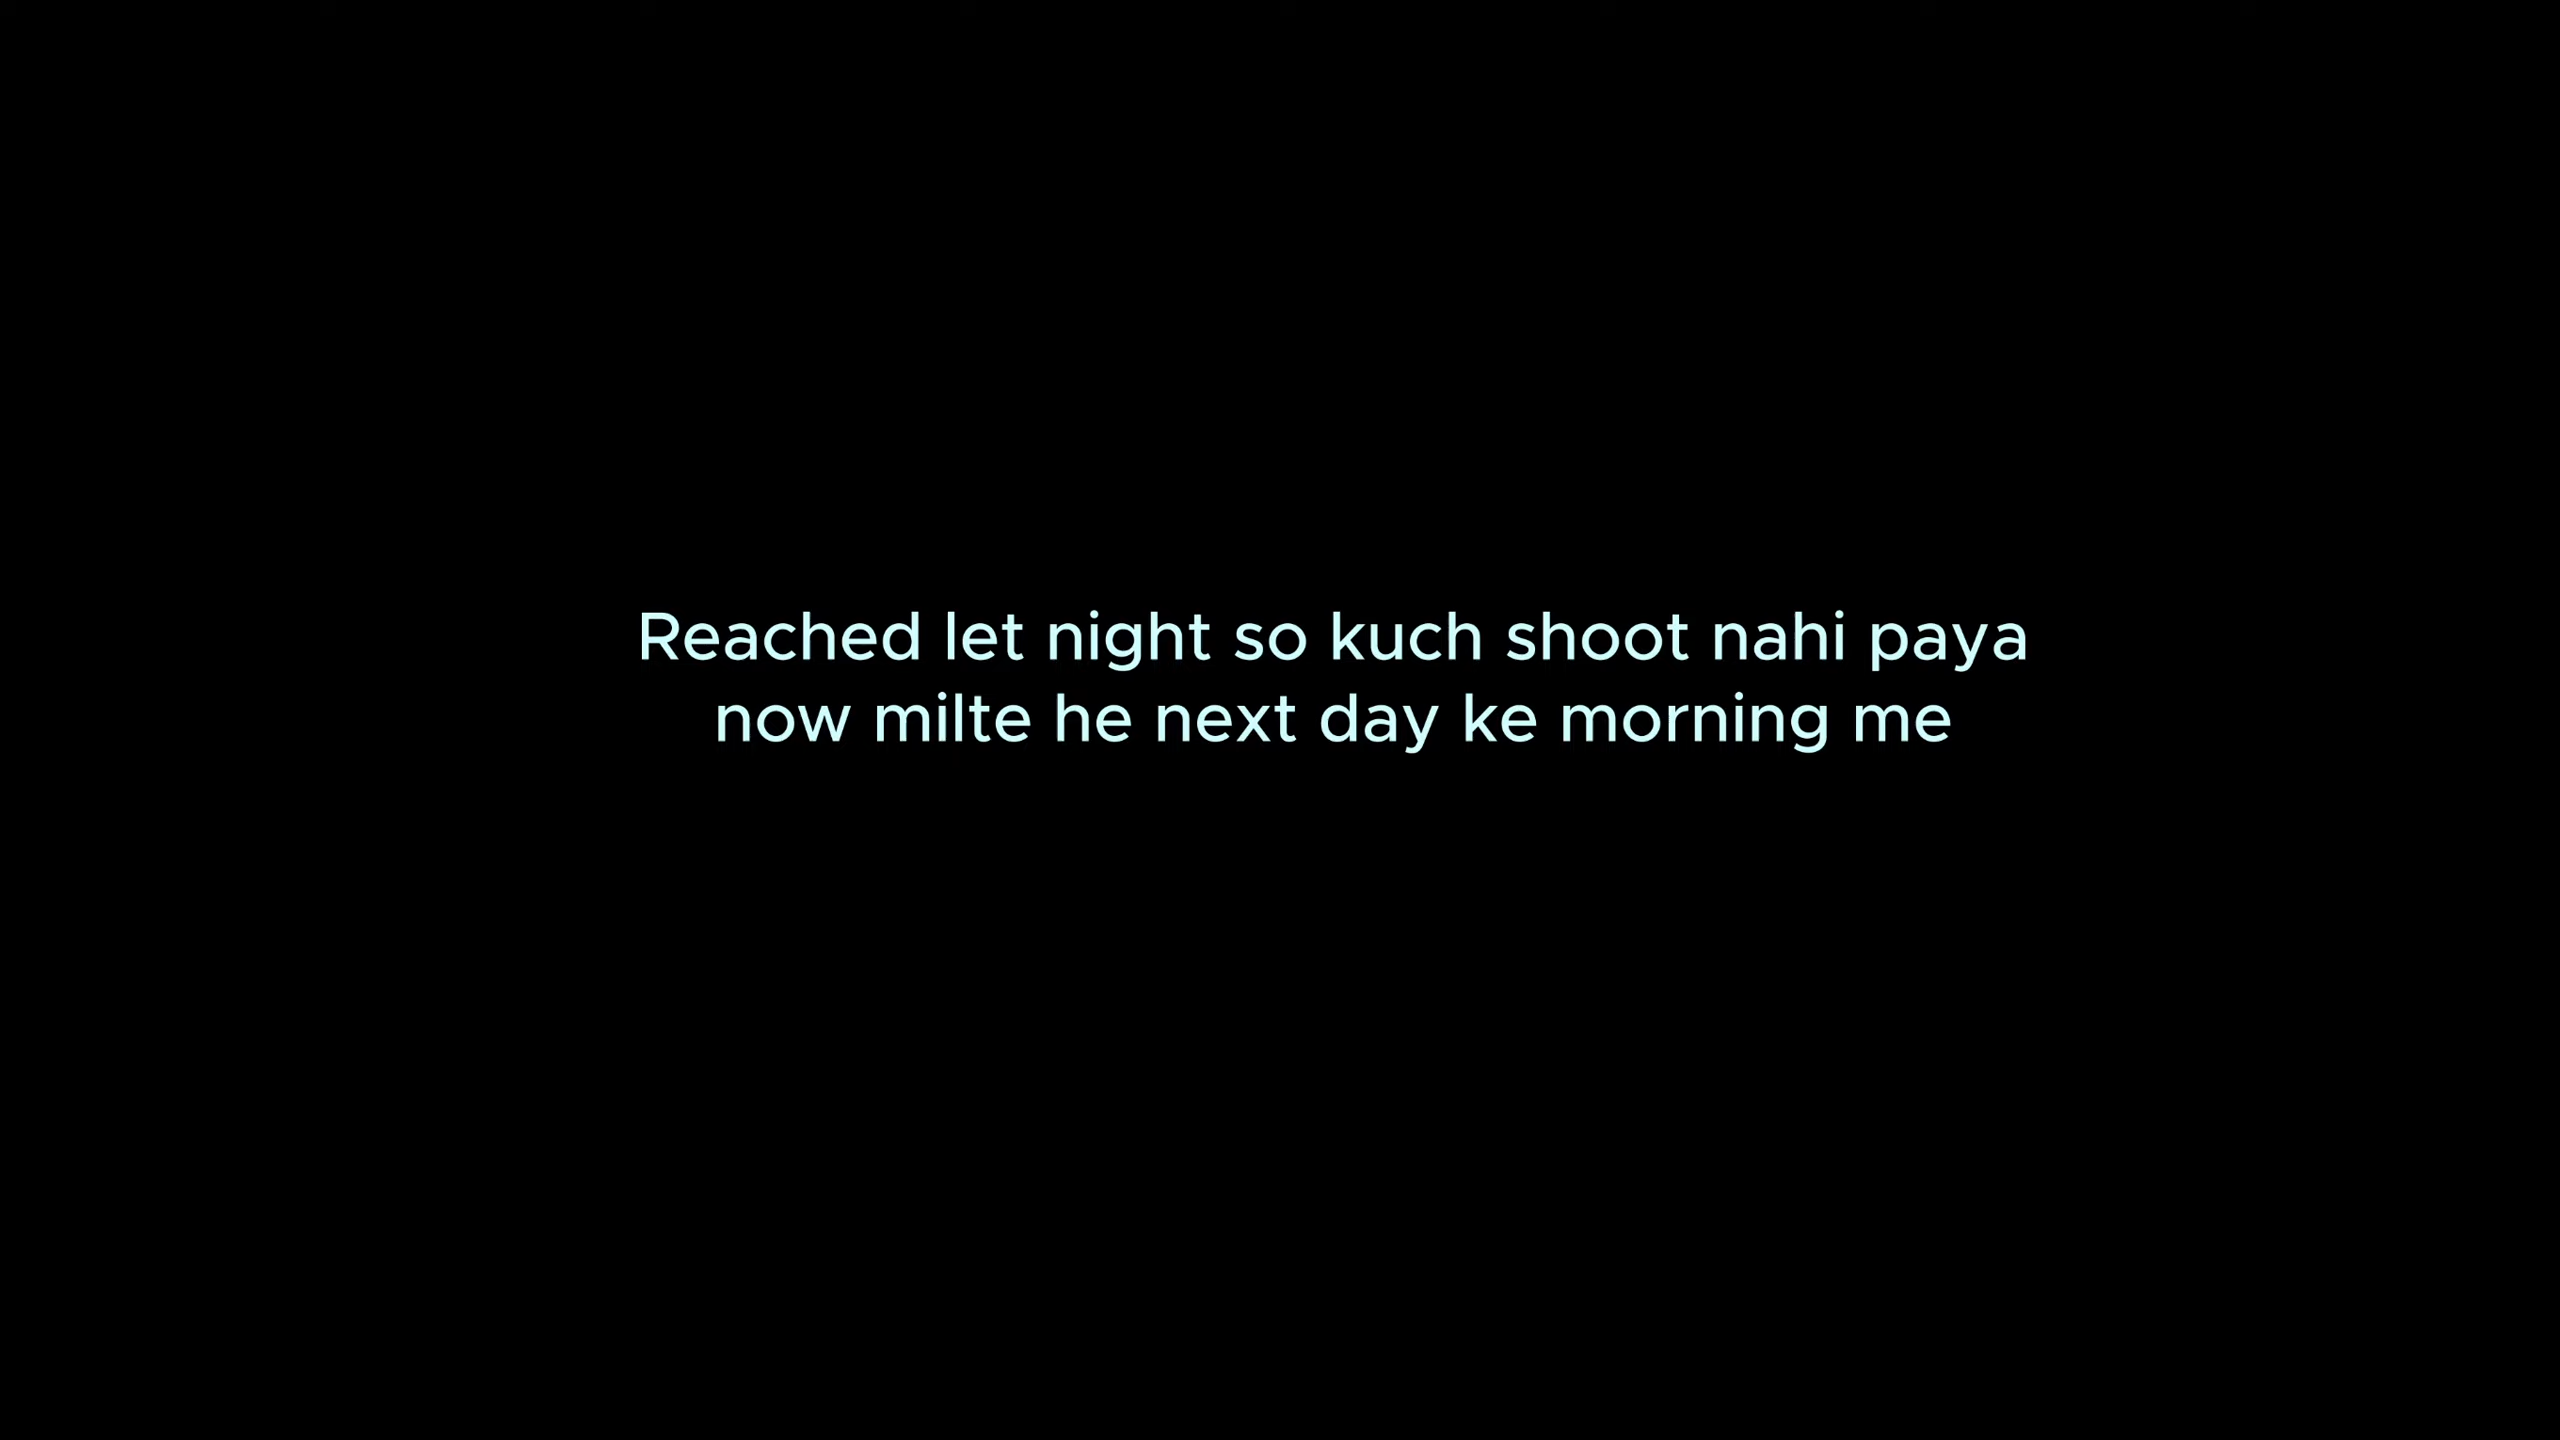 Reached let night so kuch shoot nahi paya
now milte he next day ke morning me